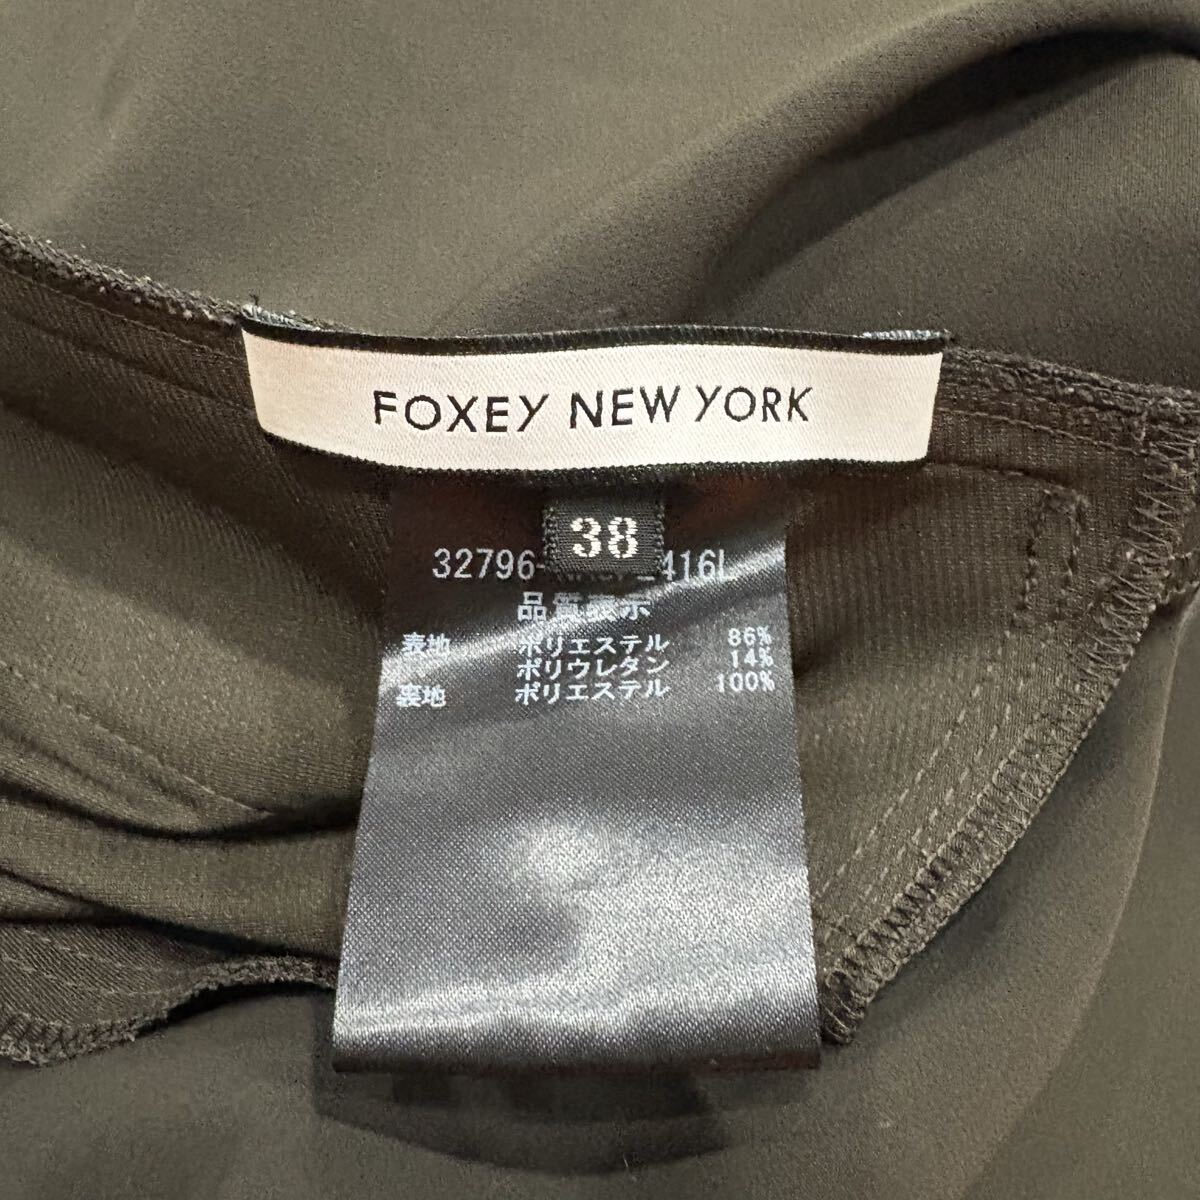 FOXEY NEW YORK
38
品質表示
表地 ポリエステル 86%
ポリウレタン 14%
裏地 ポリエステル 100%